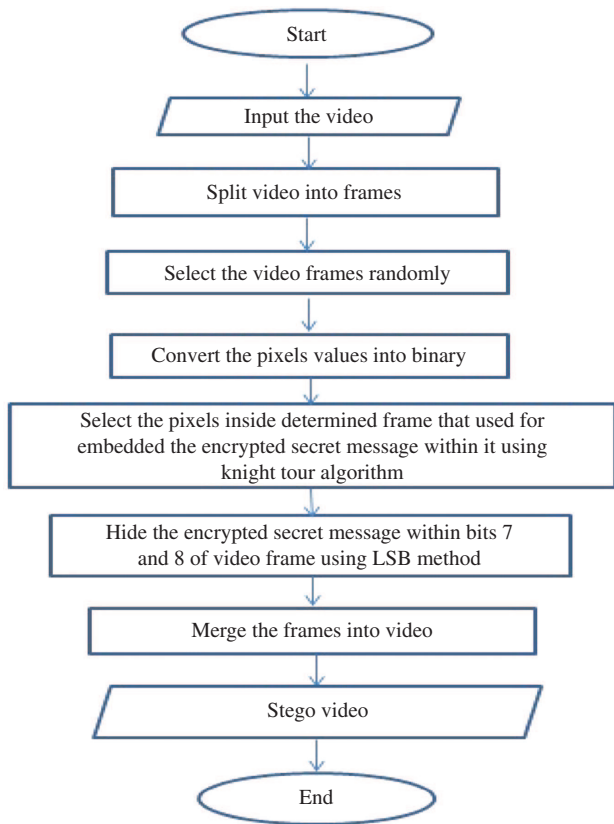 Start
Input the video
Split video into frames
Select the video frames randomly
Convert the pixels values into binary
Select the pixels inside determined frame that used for
embedded the encrypted secret message within it using
knight tour algorithm
Hide the encrypted secret message within bits 7
and 8 of video frame using LSB method
Merge the frames into video
Stego video
End